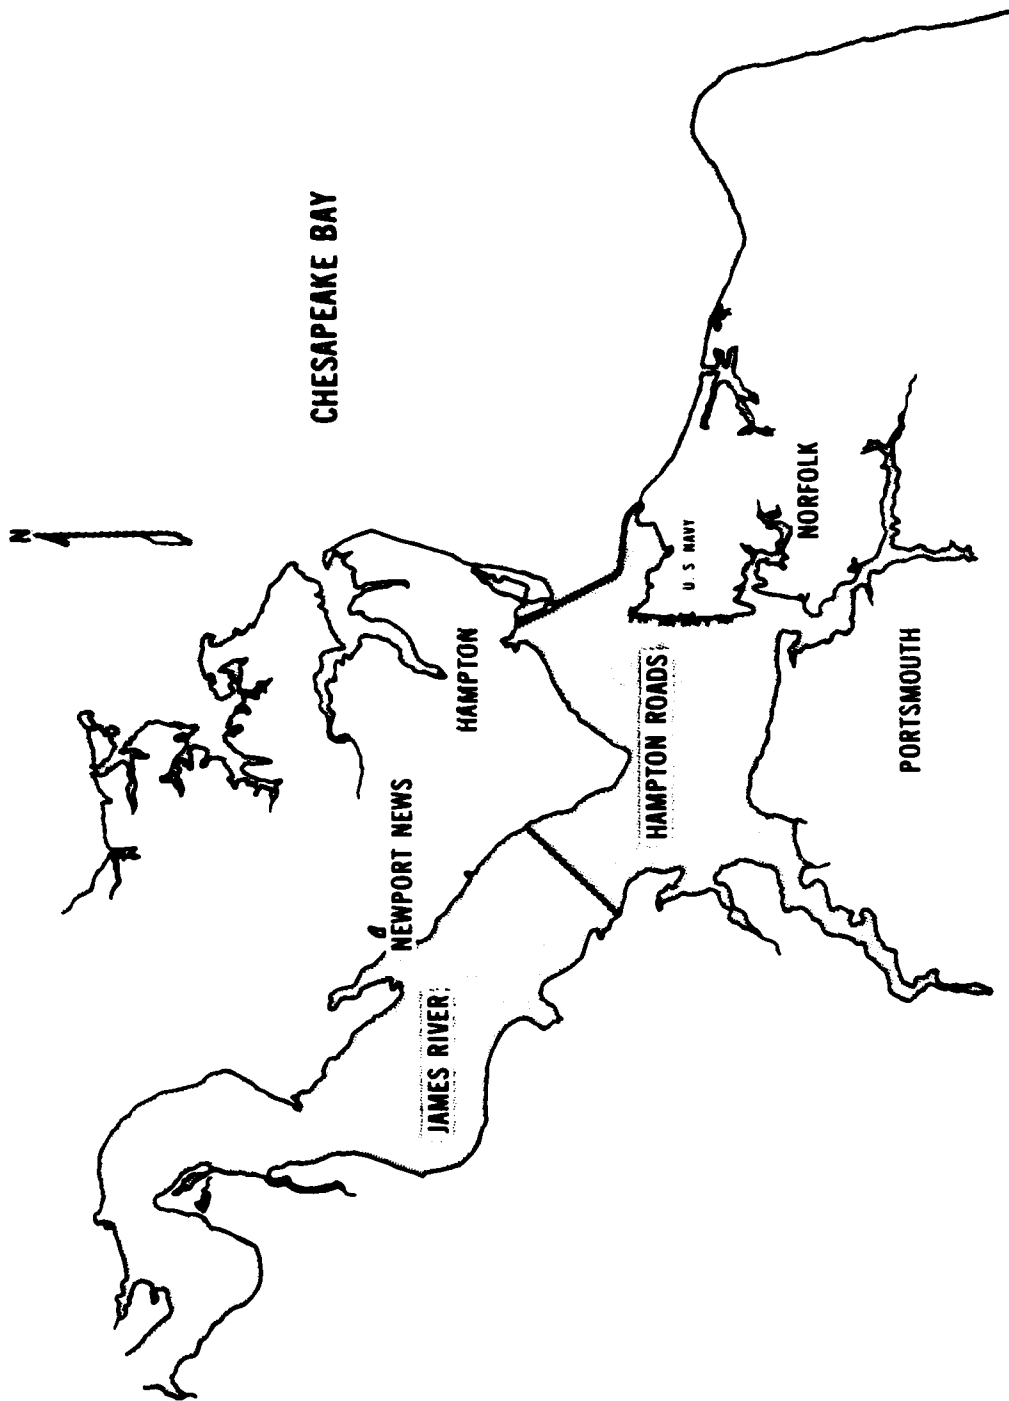 N
CHESAPEAKE BAY
HAMPTON
NEWPORT NEWS
JAMES RIVER
HAMPTON ROADS
U. S NAVY
NORFOLK
PORTSMOUTH